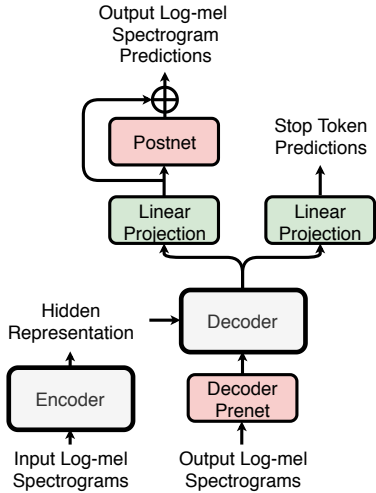 Output Log-mel
Spectrogram
Predictions
Postnet
Stop Token
Predictions
Linear
Projection
Linear
Projection
Hidden
Representation
Decoder
Encoder
Decoder
Prenet
Input Log-mel
Spectrograms
Output Log-mel
Spectrograms